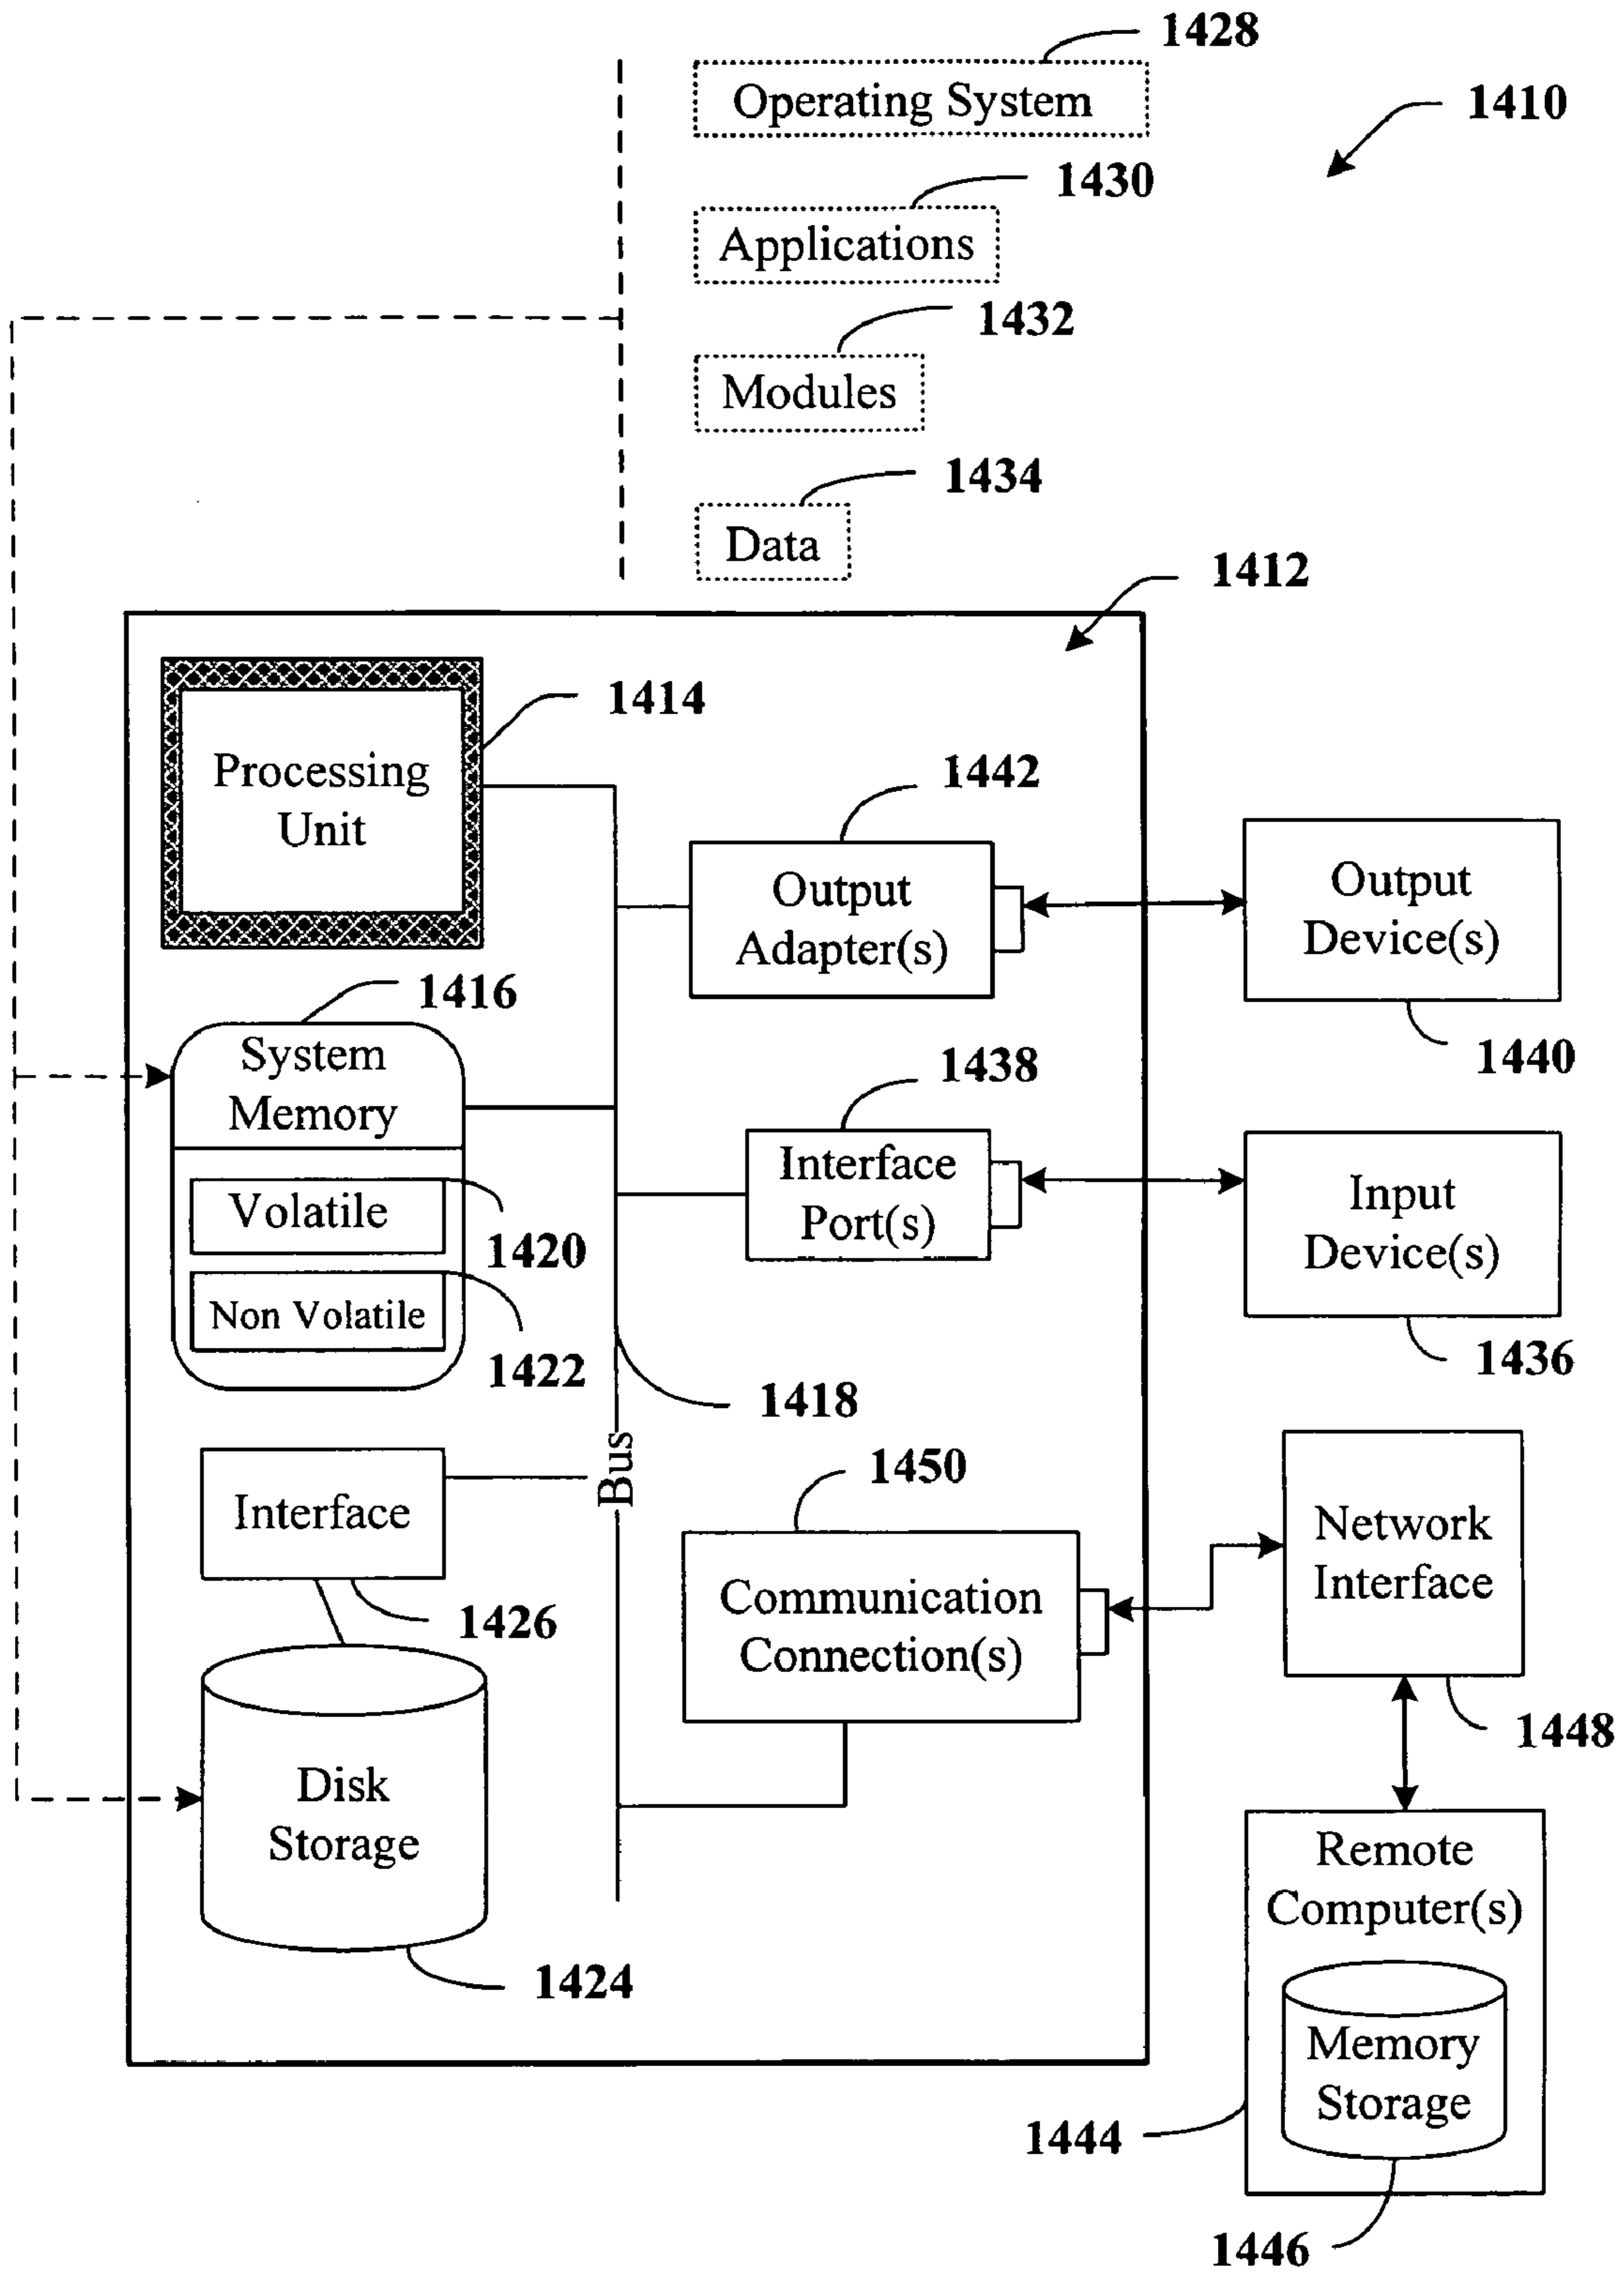 1428
Operating System
1410
1430
Applications
1432
Modules
1434
Data
1412
1414
Processing
Unit
1442
Output
Adapter(s)
Output
Device(s)
1440
1416
System
Memory
1438
Interface
Port(s)
Input
Device(s)
1436
Volatile
1420
Non Volatile
1422
1418
Bus
1450
Interface
1426
Communication
Connection(s)
Network
Interface
1448
Disk
Storage
1424
Remote
Computer(s)
Memory
Storage
1444
1446